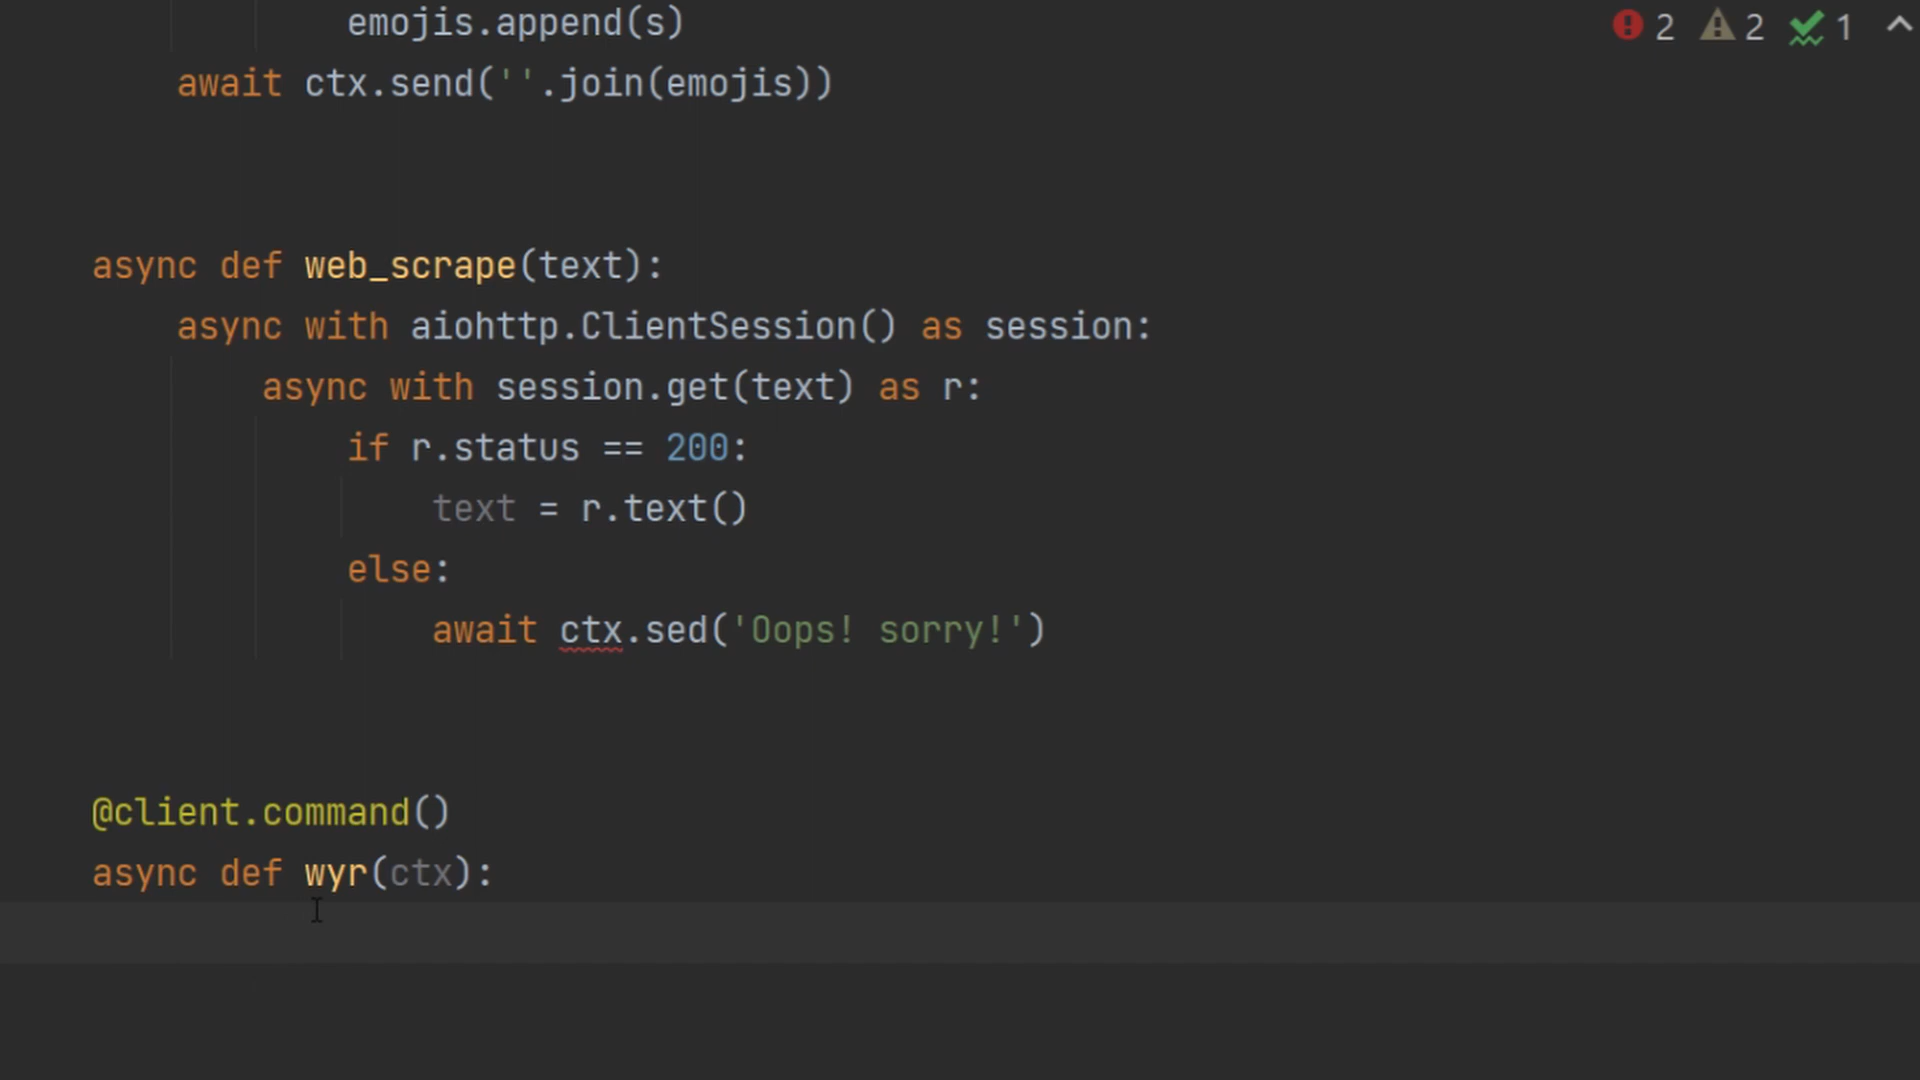 emojis.append(s)
2 2 1
await ctx.send(''.join(emojis))
async def web_scrape(text):
async with aiohttp.ClientSession() as session:
async with session.get(text) as r:
if r.status == 200:
text = r.text()
else:
await ctx.sed('Oops! sorry!')
@client.command()
async def wyr(ctx):